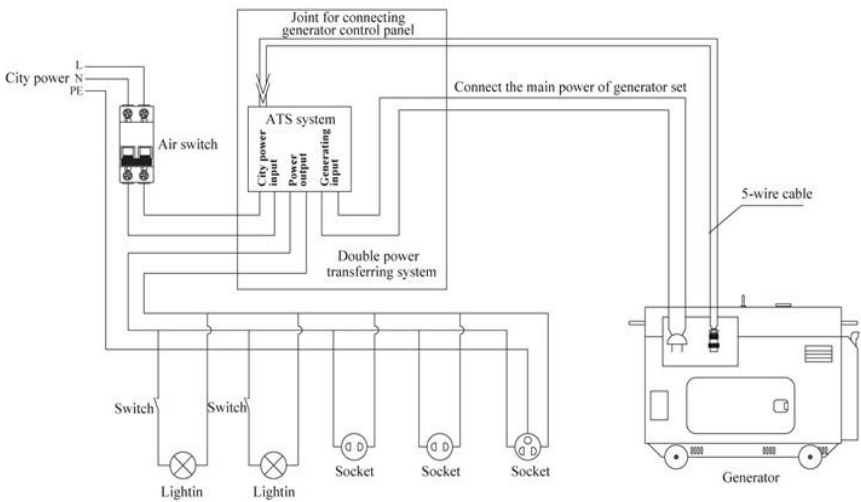 Joint for connecting
generator control panel
City power
L
N
PE
Connect the main power of generator set
ATS system
Air switch
City power
input
Power
output
Generating
input
5-wire cable
Double power
transferring system
Switch
Switch
Lightin
Lightin
Socket
Socket
Socket
Generator